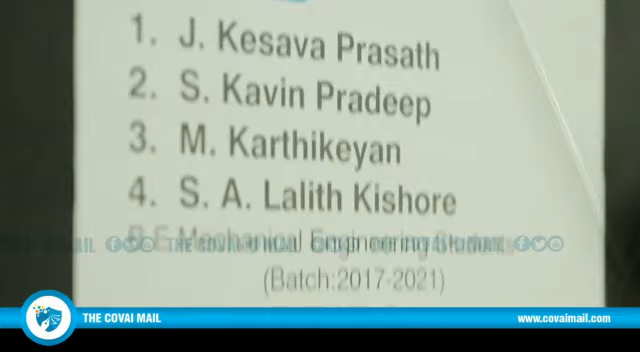 1. J. Kesava Prasath
2. S. Kavin Pradeep
3. M. Karthikeyan
4. S. A. Lalith Kishore
B.E Mechanical Engineering Students
(Batch:2017-2021)
THE COVAI MAIL
www.covaimail.com